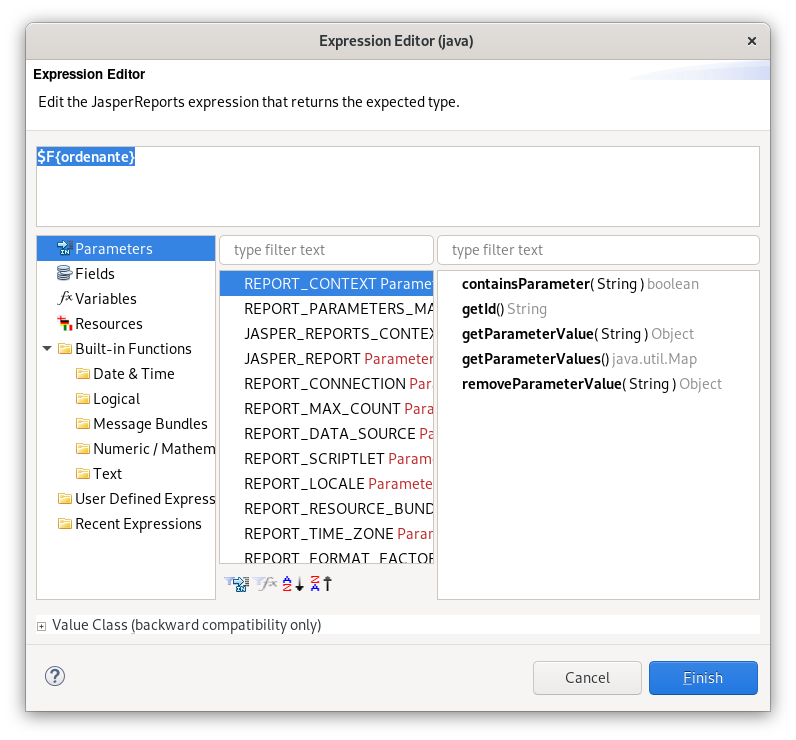 Expression Editor (java)
Expression Editor
Edit the JasperReports expression that returns the expected type.
$F{ordenante}
Parameters
Fields
Variables
Resources
Built-in Functions
Date & Time
Logical
Message Bundles
Numeric / Mathem
Text
User Defined Express
Recent Expressions
type filter text
REPORT_CONTEXT Parame
REPORT_PARAMETERS_MA
JASPER_REPORTS_CONTEX
JASPER_REPORT Parameter
REPORT_CONNECTION Par
REPORT_MAX_COUNT Para
REPORT_DATA_SOURCE Pa
REPORT_SCRIPTLET Param
REPORT_LOCALE Paramete
REPORT_RESOURCE_BUND
REPORT_TIME_ZONE Parar
REPORT_FORMAT_FACTOR
type filter text
containsParameter( String ) boolean
getId() String
getParameterValue( String ) Object
getParameterValues() java.util.Map
removeParameterValue( String ) Object
Value Class (backward compatibility only)
Cancel
Finish